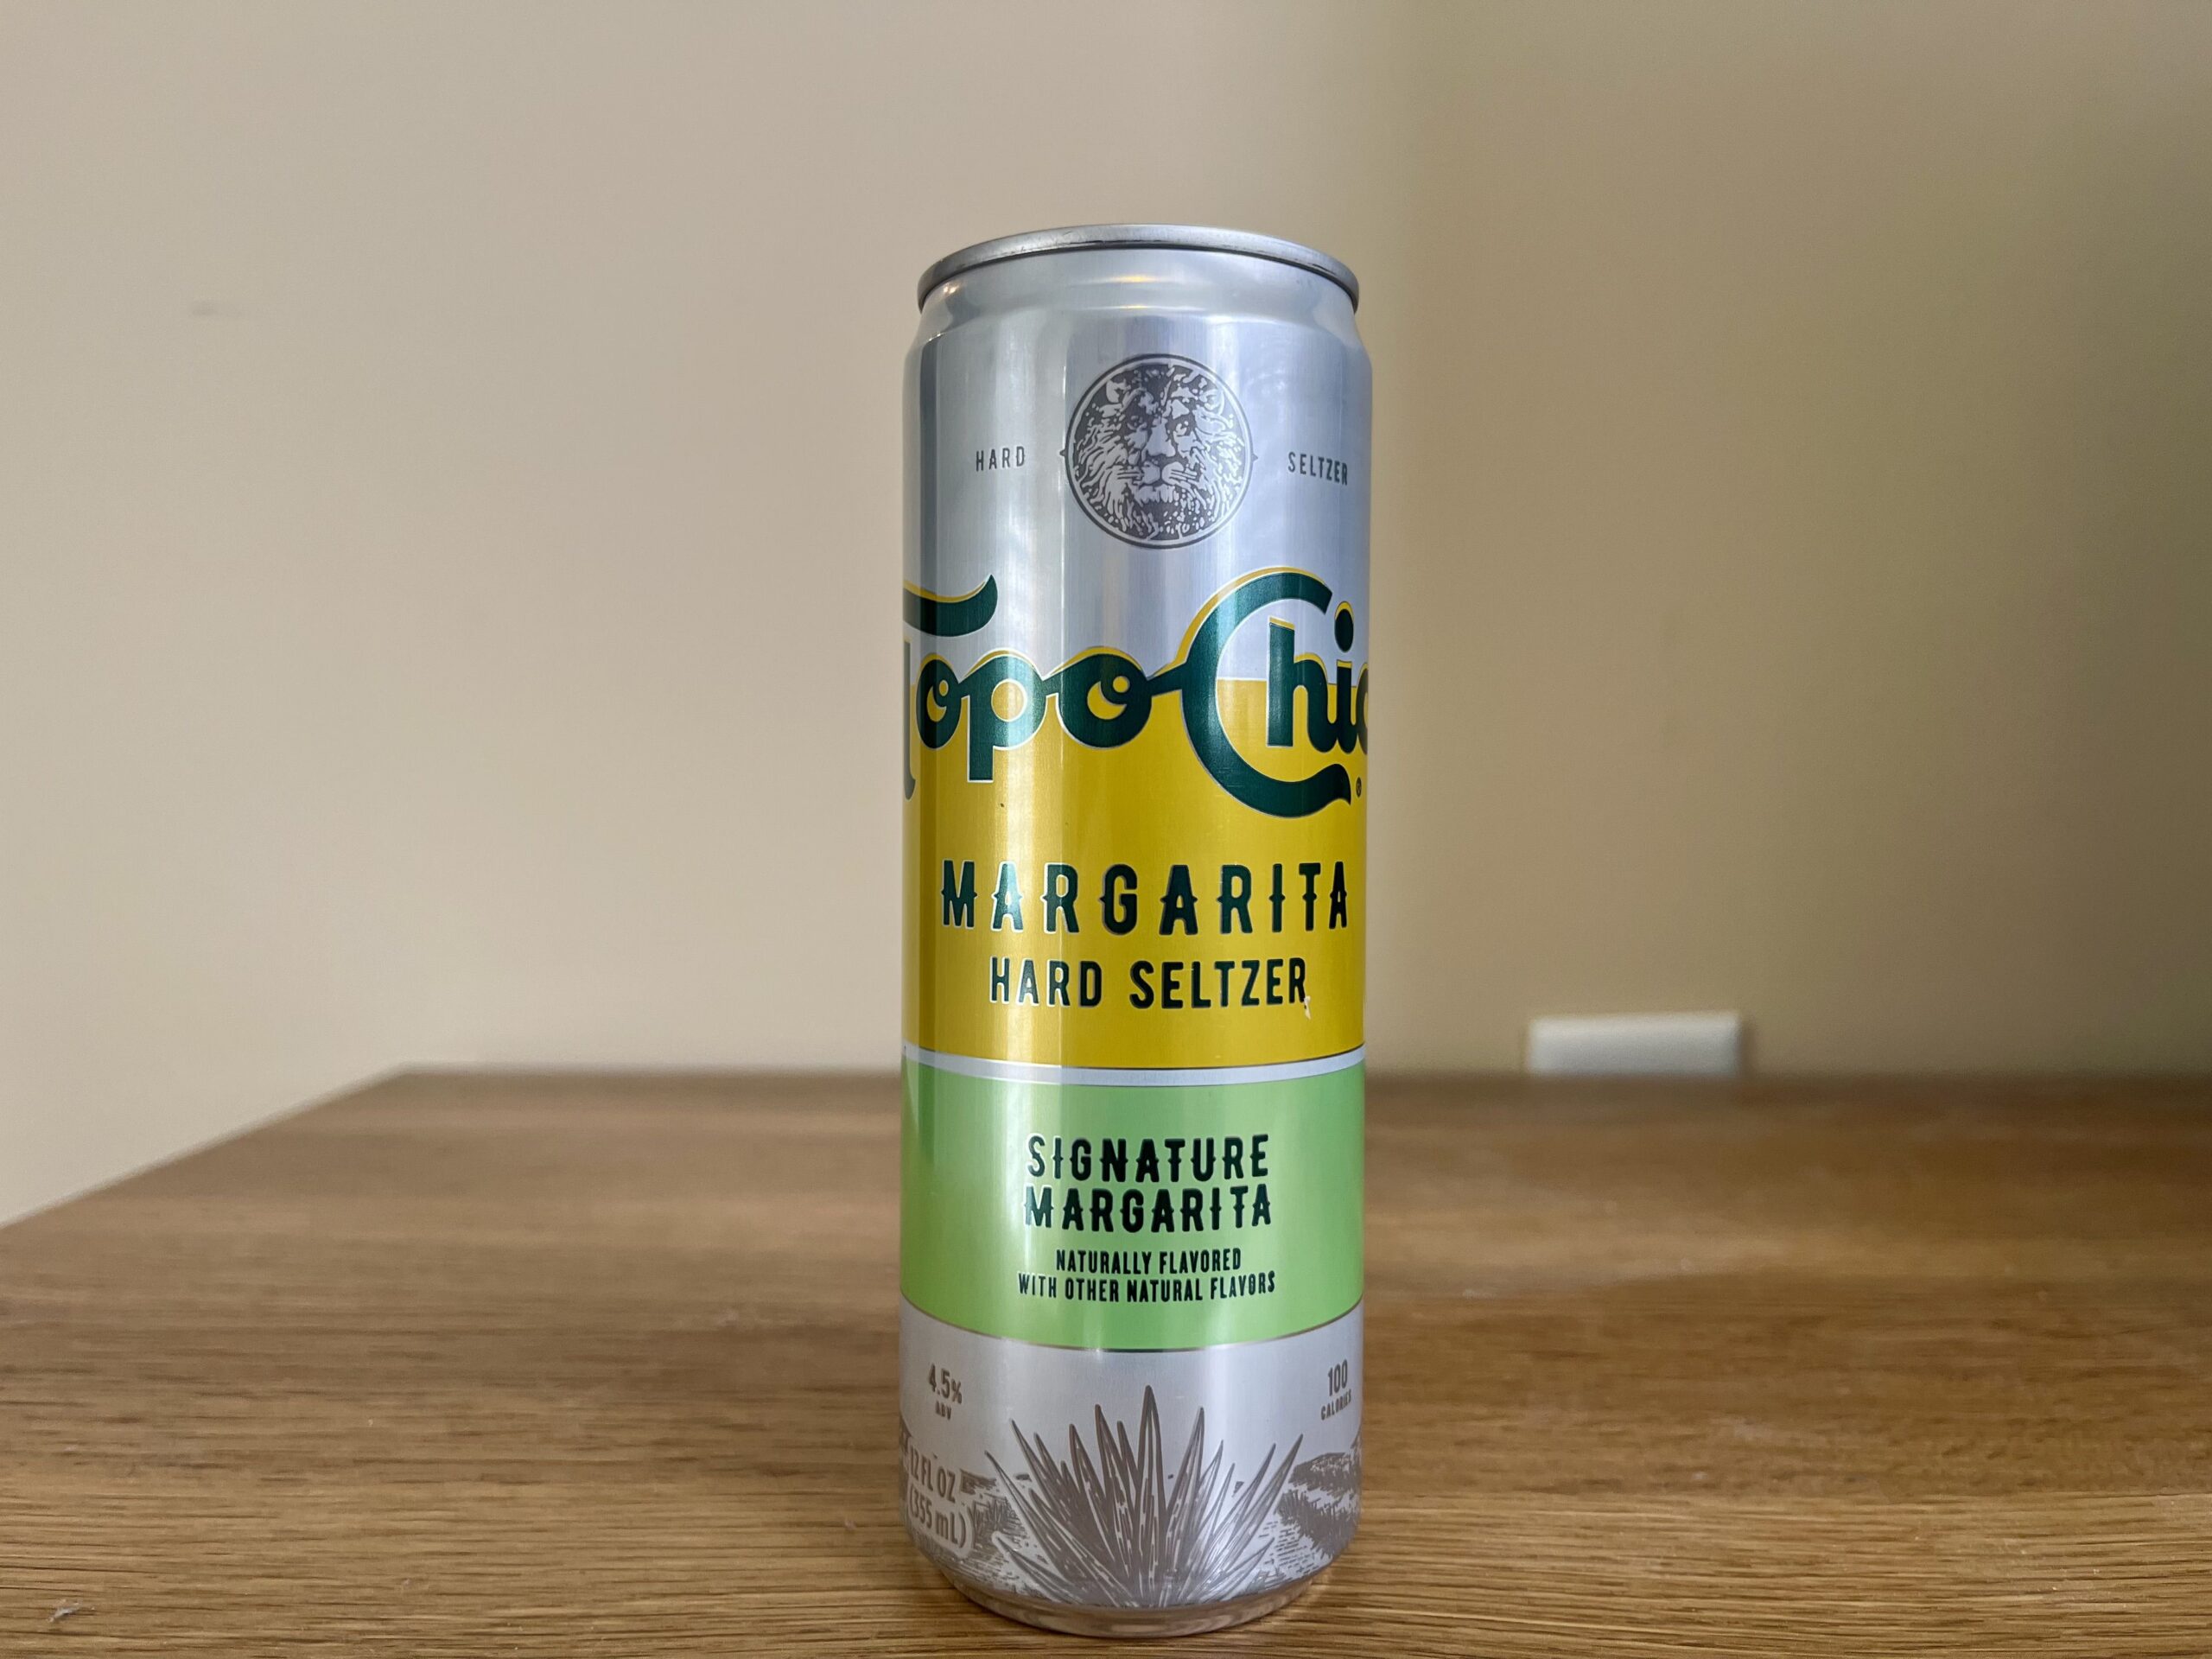 HARD SELTZER
Topo Chic
®
MARGARITA
HARD SELTZER
SIGNATURE
MARGARITA
NATURALLY FLAVORED
WITH OTHER NATURAL FLAVORS
4.5%
ABV
100
CALORIES
12 FL OZ
(355 mL)